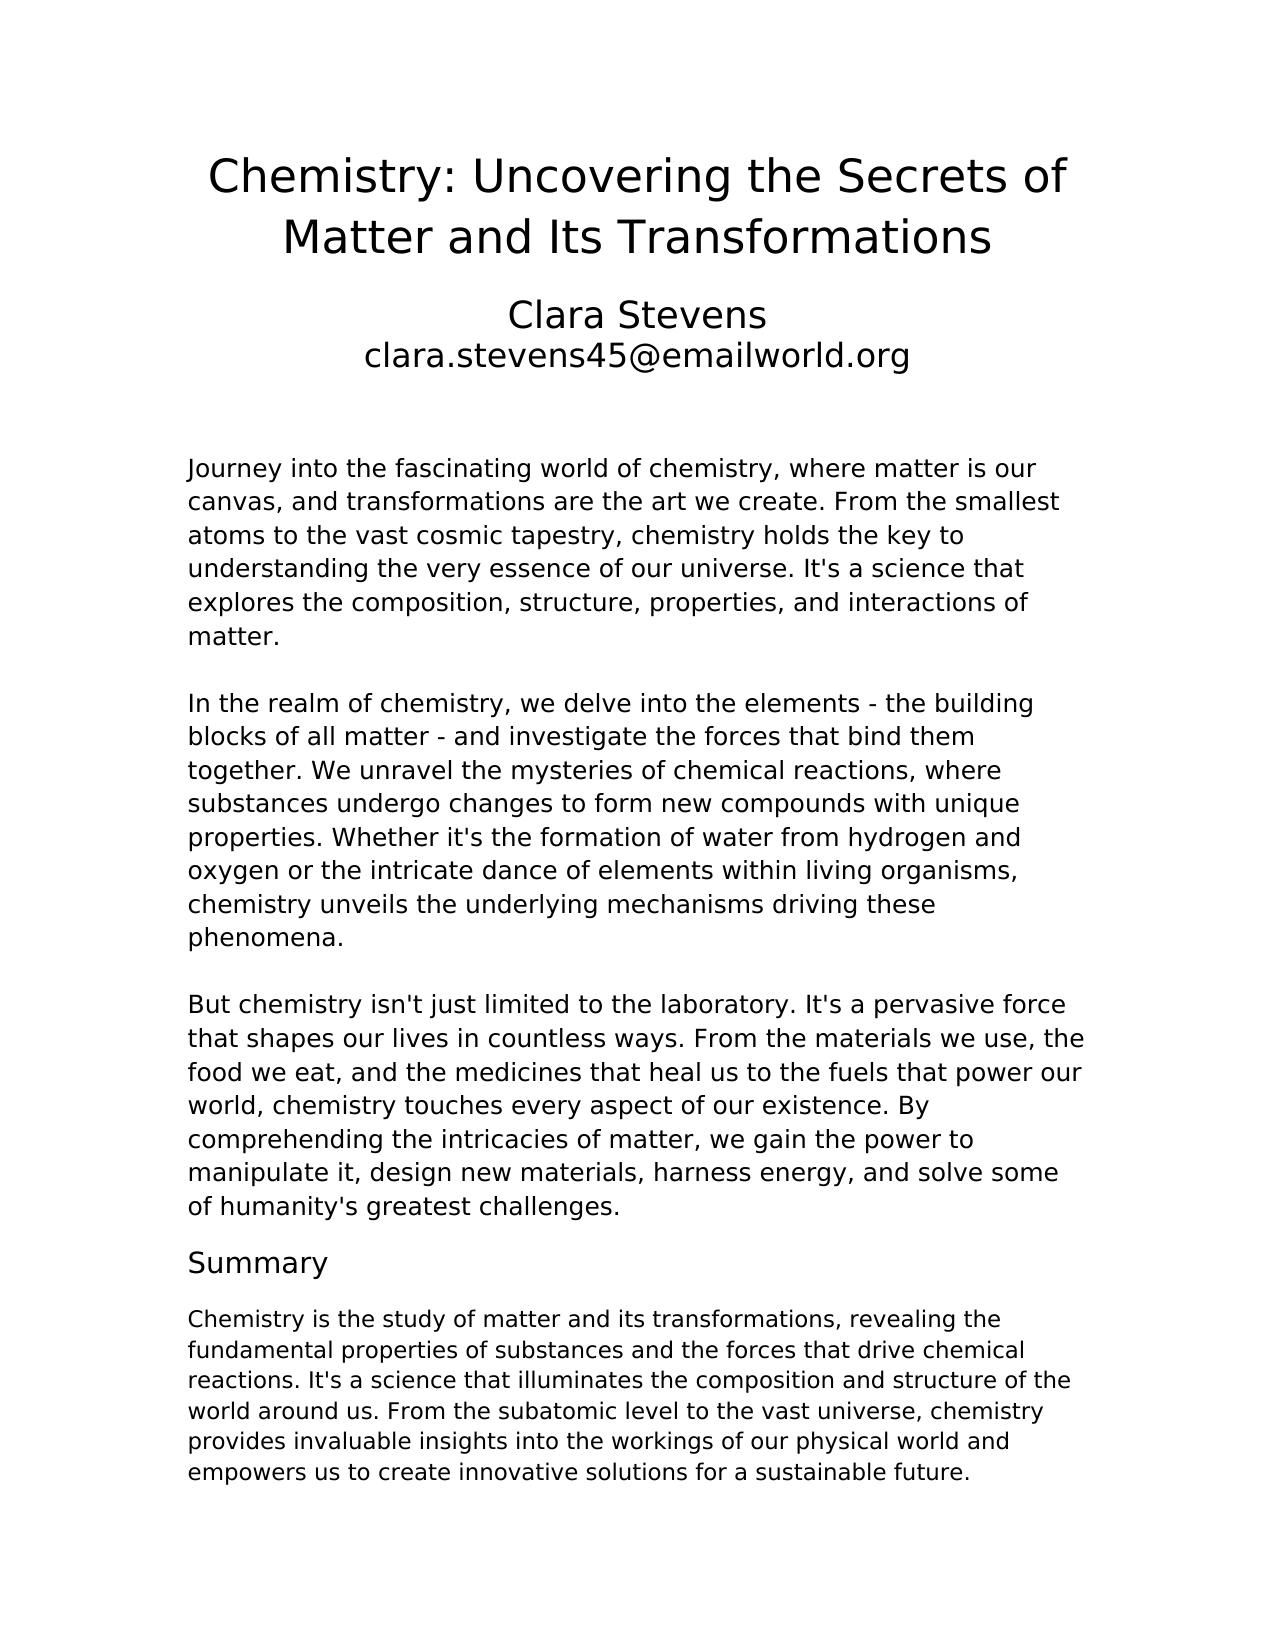 Chemistry: Uncovering the Secrets of
Matter and Its Transformations
Clara Stevens
clara.stevens45@emailworld.org
Journey into the fascinating world of chemistry, where matter is our
canvas, and transformations are the art we create. From the smallest
atoms to the vast cosmic tapestry, chemistry holds the key to
understanding the very essence of our universe. It's a science that
explores the composition, structure, properties, and interactions of
matter.
In the realm of chemistry, we delve into the elements - the building
blocks of all matter - and investigate the forces that bind them
together. We unravel the mysteries of chemical reactions, where
substances undergo changes to form new compounds with unique
properties. Whether it's the formation of water from hydrogen and
oxygen or the intricate dance of elements within living organisms,
chemistry unveils the underlying mechanisms driving these
phenomena.
But chemistry isn't just limited to the laboratory. It's a pervasive force
that shapes our lives in countless ways. From the materials we use, the
food we eat, and the medicines that heal us to the fuels that power our
world, chemistry touches every aspect of our existence. By
comprehending the intricacies of matter, we gain the power to
manipulate it, design new materials, harness energy, and solve some
of humanity's greatest challenges.
Summary
Chemistry is the study of matter and its transformations, revealing the
fundamental properties of substances and the forces that drive chemical
reactions. It's a science that illuminates the composition and structure of the
world around us. From the subatomic level to the vast universe, chemistry
provides invaluable insights into the workings of our physical world and
empowers us to create innovative solutions for a sustainable future.